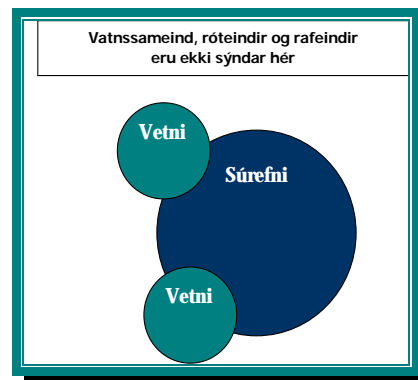 Vatnssameind, róteindir og rafeindir
eru ekki sýndar hér
Vetni
Súrefni
Vetni